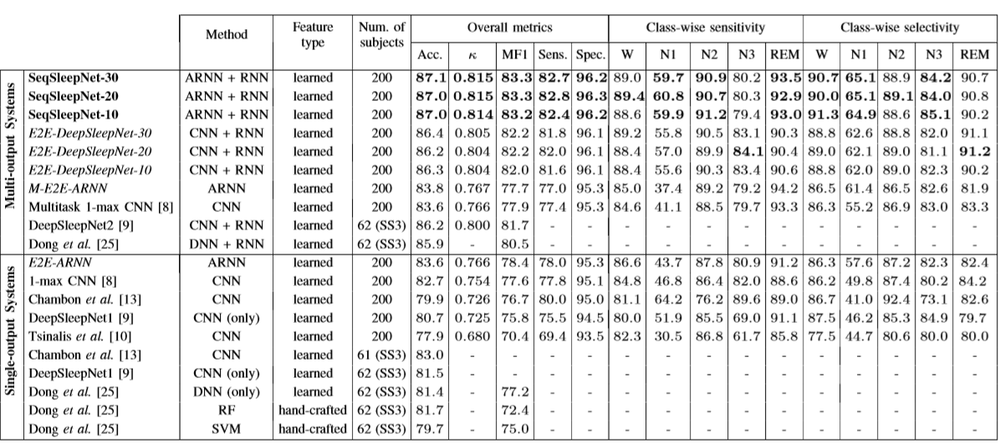 Method Feature type Num. of subjects Overall metrics Class-wise sensitivity Class-wise selectivity
Acc. κ MF1 Sens. Spec. W N1 N2 N3 REM W N1 N2 N3 REM
Multi-output Systems
SeqSleepNet-30 ARNN + RNN learned 200 87.1 0.815 83.3 82.7 96.2 89.0 59.7 90.9 80.2 93.5 90.7 65.1 88.9 84.2 90.7
SeqSleepNet-20 ARNN + RNN learned 200 87.0 0.815 83.3 82.8 96.3 89.4 60.8 90.7 80.3 92.9 90.0 65.1 89.1 84.0 90.8
SeqSleepNet-10 ARNN + RNN learned 200 87.0 0.814 83.2 82.4 96.2 88.6 59.9 91.2 79.4 93.0 91.3 64.9 88.6 85.1 90.2
E2E-DeepSleepNet-30 CNN + RNN learned 200 86.4 0.805 82.2 81.8 96.1 89.2 55.8 90.5 83.1 90.3 88.8 62.6 88.8 82.0 91.1
E2E-DeepSleepNet-20 CNN + RNN learned 200 86.2 0.804 82.2 82.0 96.1 88.4 57.0 89.9 84.1 90.4 89.0 62.1 89.0 81.1 91.2
E2E-DeepSleepNet-10 CNN + RNN learned 200 86.3 0.804 82.0 81.6 96.1 88.4 55.6 90.3 83.4 90.6 88.8 62.0 89.0 82.3 90.2
M-E2E-ARNN ARNN learned 200 83.8 0.767 77.7 77.0 95.3 85.0 37.4 89.2 79.2 94.2 86.5 61.4 86.5 82.6 81.9
Multitask 1-max CNN [8] CNN learned 200 83.6 0.766 77.9 77.4 95.3 84.6 41.1 88.5 79.7 93.3 86.3 55.2 86.9 83.0 83.3
DeepSleepNet2 [9] CNN + RNN learned 62 (SS3) 86.2 0.800 81.7 - - - - - - - - - - - -
Dong et al. [25] DNN + RNN learned 62 (SS3) 85.9 - 80.5 - - - - - - - - - - - -
Single-output Systems
E2E-ARNN ARNN learned 200 83.6 0.766 78.4 78.0 95.3 86.6 43.7 87.8 80.9 91.2 86.3 57.6 87.2 82.3 82.4
1-max CNN [8] CNN learned 200 82.7 0.754 77.6 77.8 95.1 84.8 46.8 86.4 82.0 88.6 86.2 49.8 87.4 80.2 84.2
Chambon et al. [13] CNN learned 200 79.9 0.726 76.7 80.0 95.0 81.1 64.2 76.2 89.6 89.0 86.7 41.0 92.4 73.1 82.6
DeepSleepNet1 [9] CNN (only) learned 200 80.7 0.725 75.8 75.5 94.5 80.0 51.9 85.5 69.0 91.1 87.5 46.2 85.3 84.9 79.7
Tsinalis et al. [10] CNN learned 200 77.9 0.680 70.4 69.4 93.5 82.3 30.5 86.8 61.7 85.8 77.5 44.7 80.6 80.0 80.0
Chambon et al. [13] CNN learned 61 (SS3) 83.0 - - - - - - - - - - - - - -
DeepSleepNet1 [9] CNN (only) learned 62 (SS3) 81.5 - - - - - - - - - - - - - -
Dong et al. [25] DNN (only) learned 62 (SS3) 81.4 - 77.2 - - - - - - - - - - - -
Dong et al. [25] RF hand-crafted 62 (SS3) 81.7 - 72.4 - - - - - - - - - - - -
Dong et al. [25] SVM hand-crafted 62 (SS3) 79.7 - 75.0 - - - - - - - - - - - -